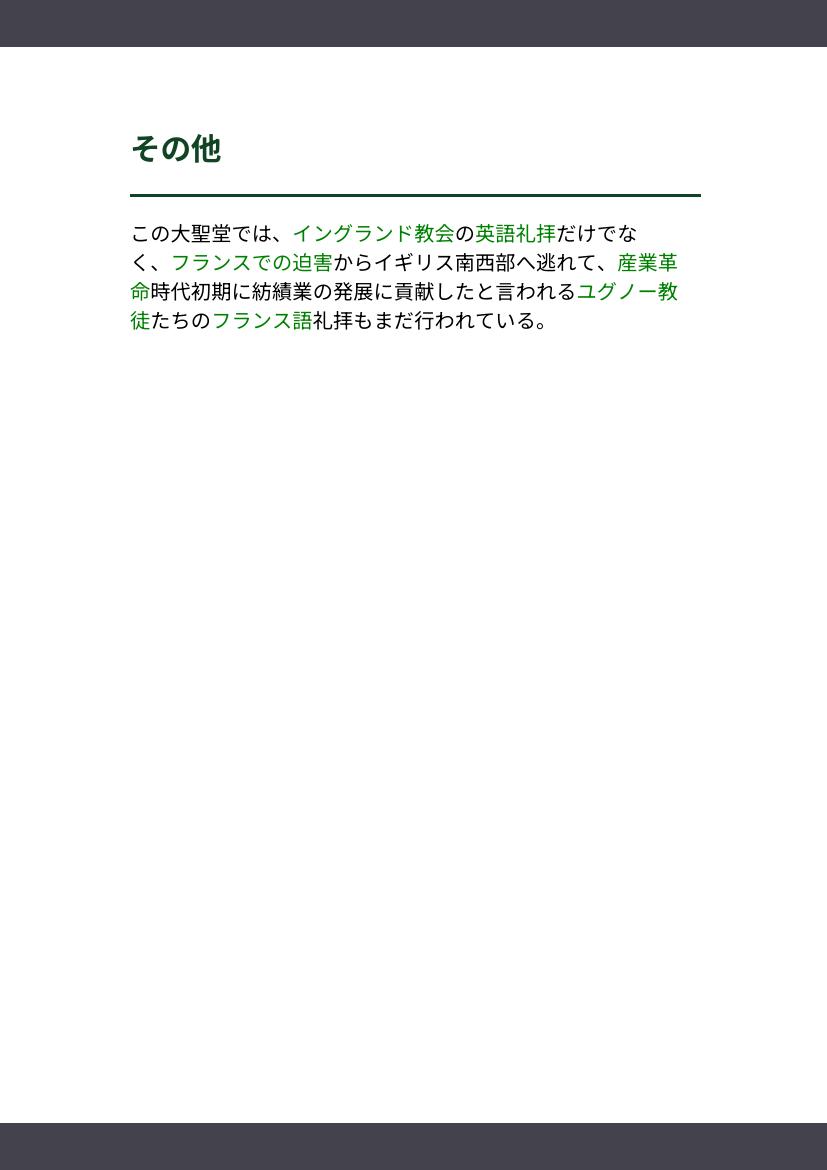 その他
この大聖堂では、イングランド教会の英語礼拝だけでな
く、フランスでの迫害からイギリス南西部へ逃れて、産業革
命時代初期に紡績業の発展に貢献したと言われるユグノー教
徒たちのフランス語礼拝もまだ行われている。